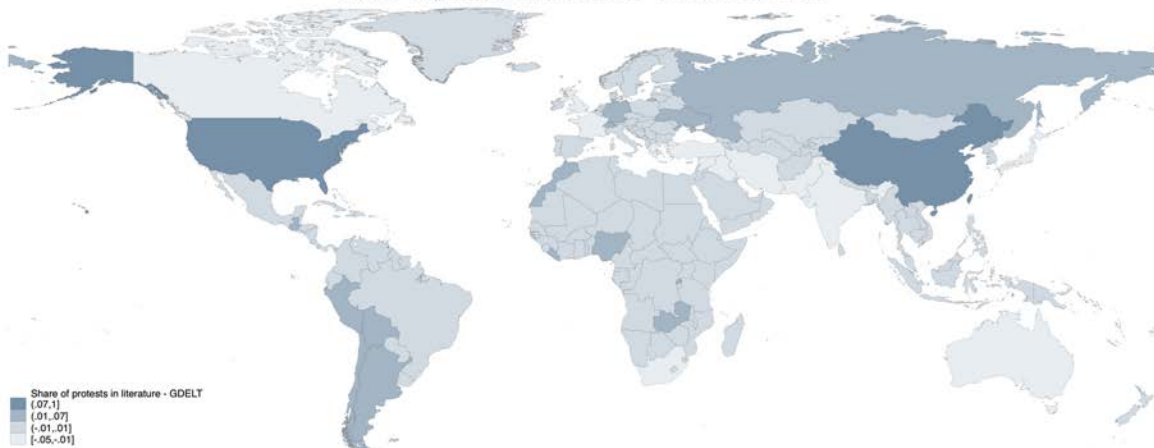 Share of protests in literature - GDELT
(.07,1]
(.01,.07]
(-.01,.01]
[-.05,-.01]